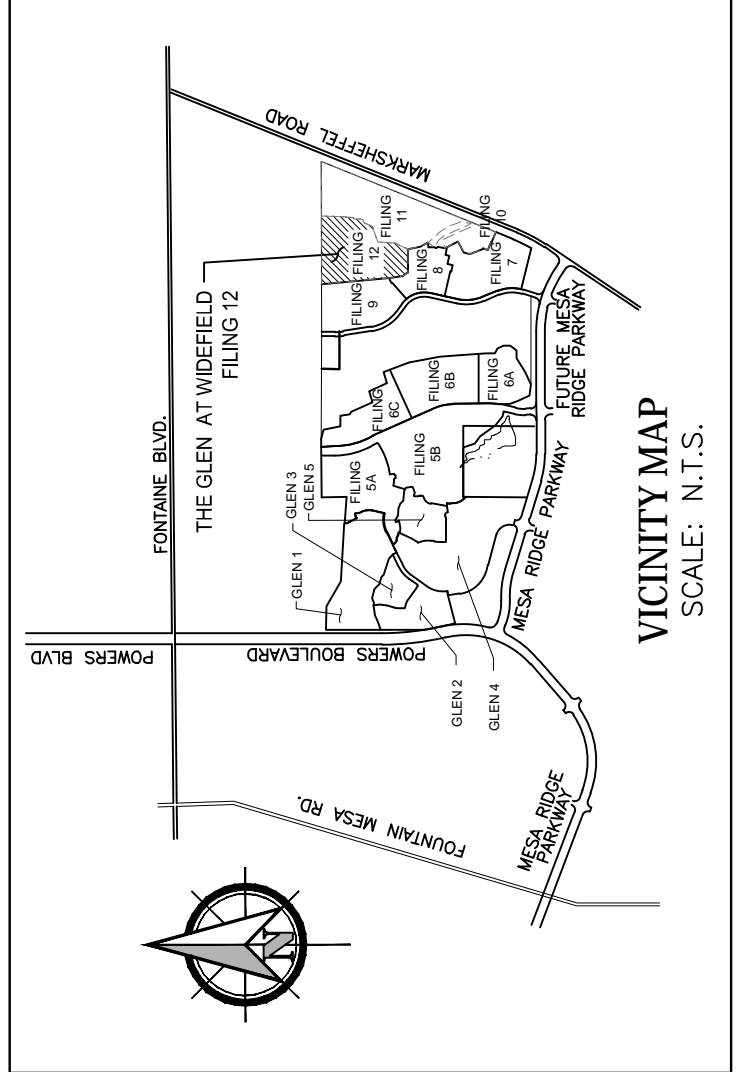 FONTAINE BLVD.
THE GLEN AT WIDEFIELD
FILING 12
MARKSHEFFEL ROAD
FILING
11
FILING
12
FILING
10
FILING
9
FILING
8
FILING
7
FILING
6C
FILING
6B
FILING
6A
FILING
5A
FILING
5B
GLEN 3
GLEN 5
GLEN 1
GLEN 2
GLEN 4
POWERS BLVD
POWERS BOULEVARD
POWERS BLVD
FUTURE MESA
RIDGE PARKWAY
MESA RIDGE PARKWAY
MESA RIDGE
PARKWAY
FOUNTAIN MESA RD.
N
VICINITY MAP
SCALE: N.T.S.